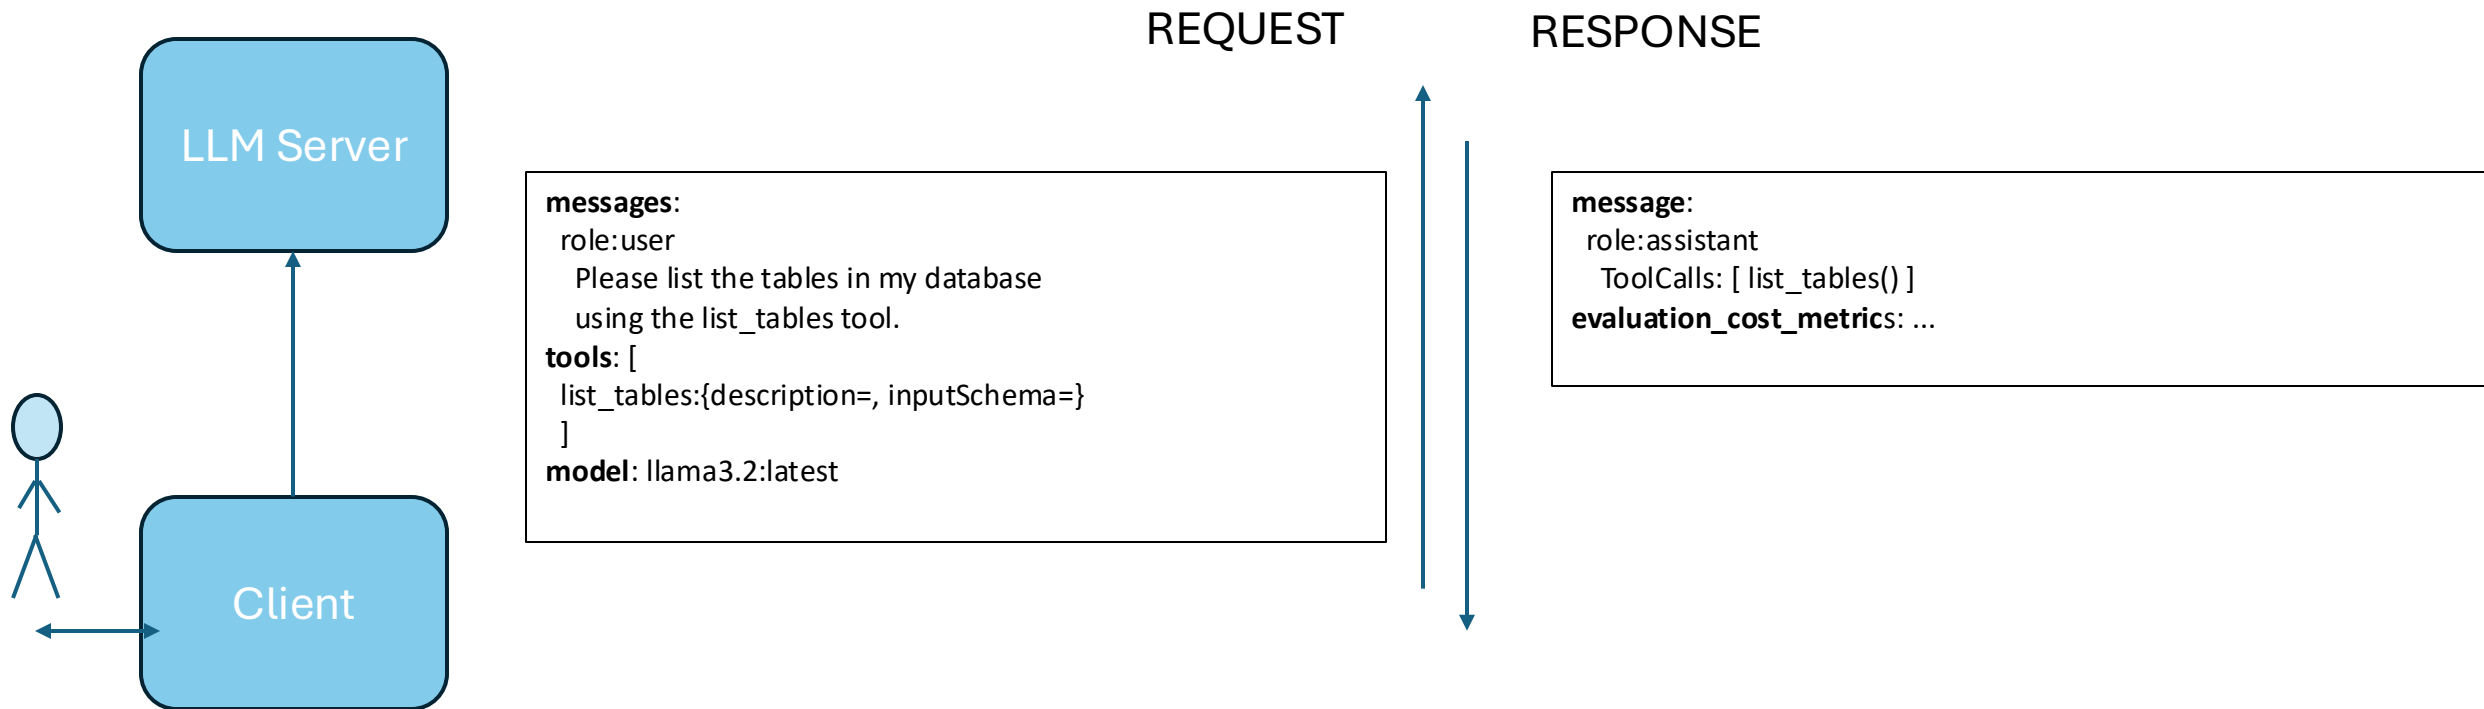 REQUEST
RESPONSE
LLM Server
messages:
role:user
Please list the tables in my database
using the list_tables tool.
tools: [
list_tables:{description=, inputSchema=}
]
model: llama3.2:latest
message:
role:assistant
ToolCalls: [ list_tables() ]
evaluation_cost_metrics: ...
Client